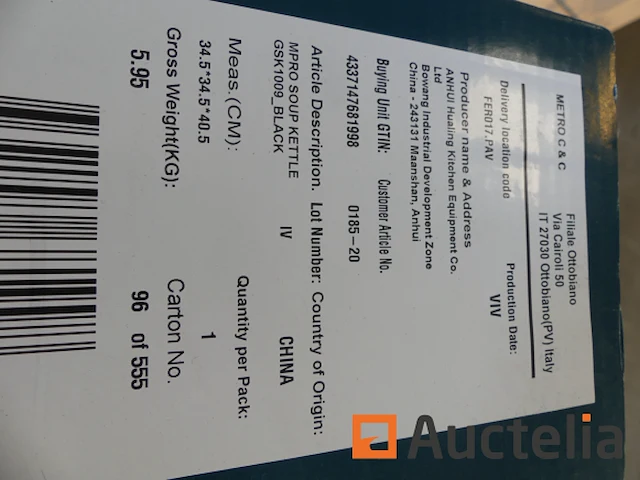 METRO C & C
Filiale Ottobiano
Via Cairoli 50
IT 27030 Ottobiano(PV) Italy
Delivery location code
Production Date:
FER017.PAV
VIV
Producer name & Address
ANHUI Hualing Kitchen Equipment Co.
Ltd
Bowang Industrial Development Zone
China - 243131 Maanshan, Anhui
Buying Unit GTIN:
Customer Article No.
4337147681998
0185-20
Article Description.
Lot Number:
Country of Origin:
MPRO SOUP KETTLE
GSK1009_BLACK
IV
CHINA
Meas.(CM):
Quantity per Pack:
34.5*34.5*40.5
1
Gross Weight(KG):
Carton No.
5.95
96 of 555
Auctelia